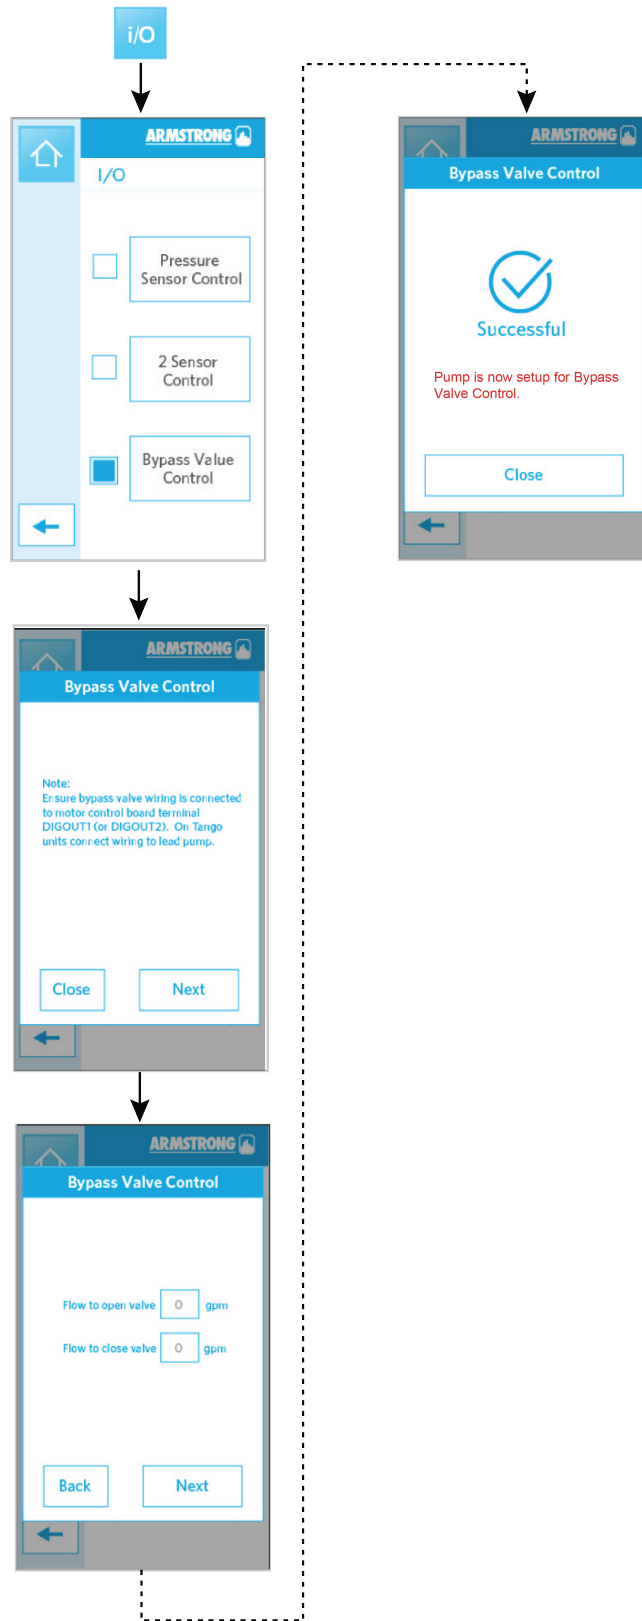 i/O
ARMSTRONG
I/O
Pressure
Sensor Control
2 Sensor
Control
Bypass Value
Control
ARMSTRONG
Bypass Valve Control
Note:
Ensure bypass valve wiring is connected
to motor control board terminal
DIGOUT1 (or DIGOUT2). On Tango
units connect wiring to lead pump.
Close
Next
ARMSTRONG
Bypass Valve Control
Flow to open valve 0 gpm
Flow to close valve 0 gpm
Back
Next
ARMSTRONG
Bypass Valve Control
Successful
Pump is now setup for Bypass
Valve Control.
Close